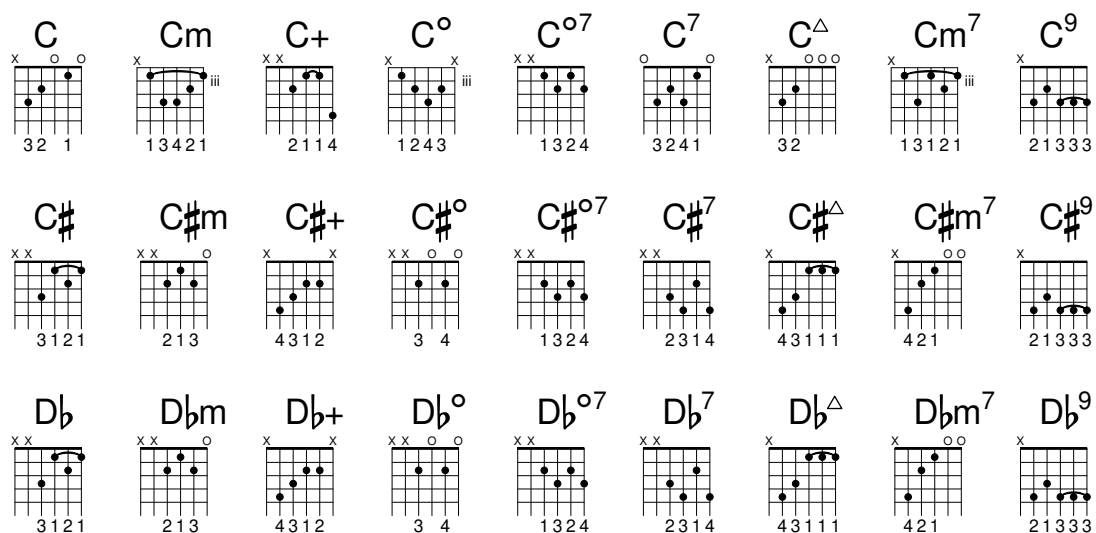 C Cm C+ C° C°7 C7 C△ Cm7 C9
x o o x x x x x x x o o x o o o x x
iii iii iii
3 2 1 1 3 4 2 1 2 1 1 4 1 2 4 3 1 3 2 4 3 2 4 1 3 2 1 3 1 2 1 2 1 3 3 3
C♯ C♯m C♯+ C♯° C♯°7 C♯7 C♯△ C♯m7 C♯9
x x x x o x x x x o o x x x x x x o o x
3 1 2 1 2 1 3 4 3 1 2 3 4 1 3 2 4 2 3 1 4 4 3 1 1 1 4 2 1 2 1 3 3 3
D♭ D♭m D♭+ D♭° D♭°7 D♭7 D♭△ D♭m7 D♭9
x x x x o x x x x o o x x x x x x o o x
3 1 2 1 2 1 3 4 3 1 2 3 4 1 3 2 4 2 3 1 4 4 3 1 1 1 4 2 1 2 1 3 3 3